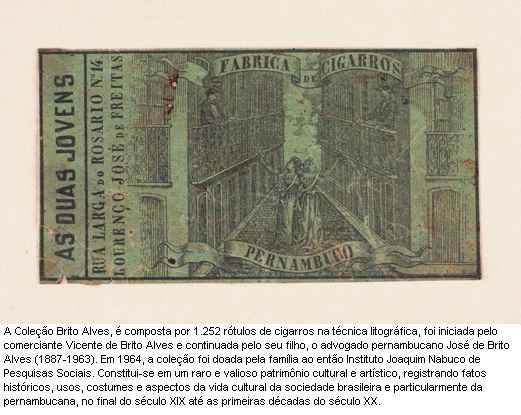 AS DUAS JOVENS
RUA LARGA DO ROSARIO Nº 14
LOURENÇO JOSÉ DE FREITAS
FABRICA DE CIGARROS
PERNAMBUCO
A Coleção Brito Alves, é composta por 1.252 rótulos de cigarros na técnica litográfica, foi iniciada pelo
comerciante Vicente de Brito Alves e continuada pelo seu filho, o advogado pernambucano José de Brito
Alves (1887-1963). Em 1964, a coleção foi doada pela família ao então Instituto Joaquim Nabuco de
Pesquisas Sociais. Constitui-se em um raro e valioso patrimônio cultural e artístico, registrando fatos
históricos, usos, costumes e aspectos da vida cultural da sociedade brasileira e particularmente da
pernambucana, no final do século XIX até as primeiras décadas do século XX.